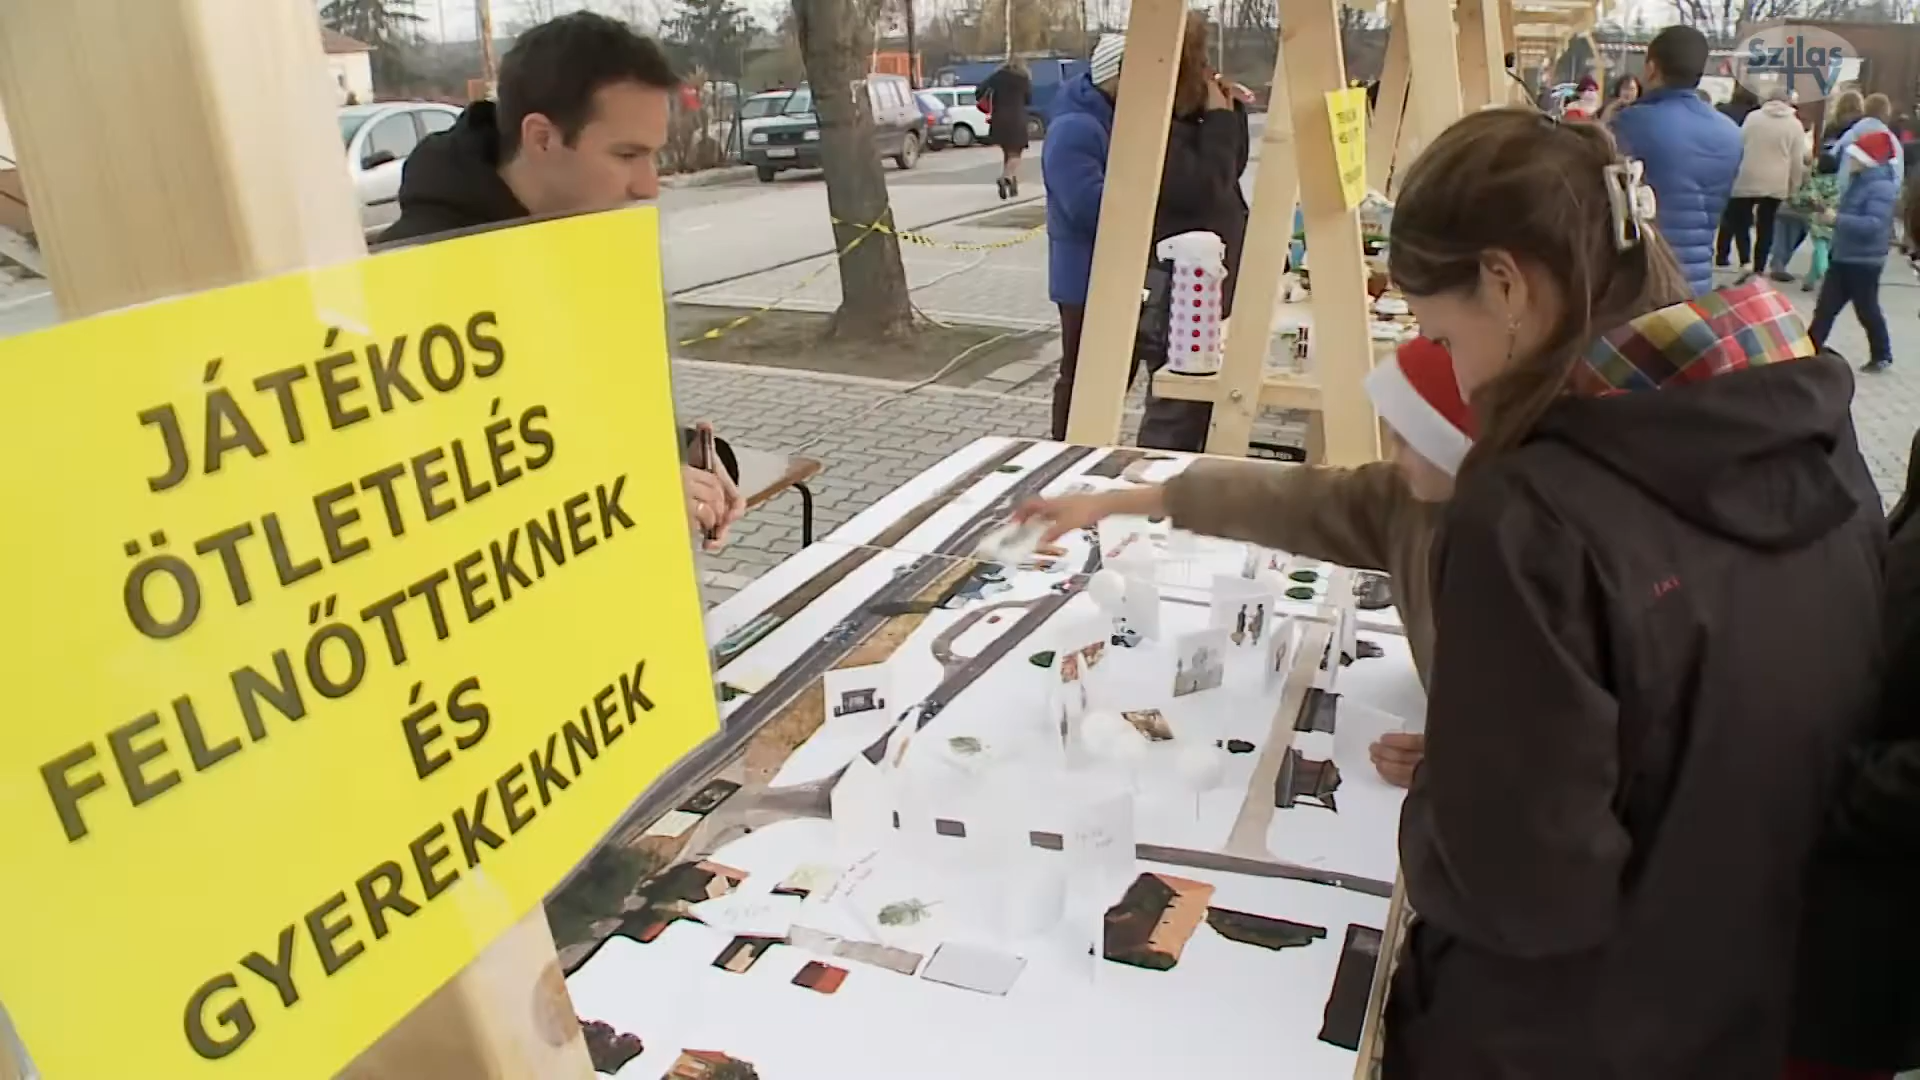 JÁTÉKOS
ÖTLETELÉS
FELNŐTTEKNEK
ÉS
GYEREKEKNEK
Szilas
TV